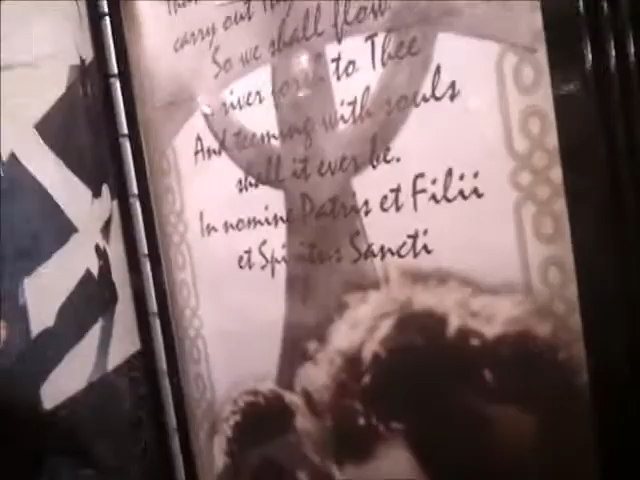 carry out
So we shall flow
river forth to Thee
And teeming with souls
shall it ever be.
In nomine Patris et Filii
et Spiritus Sancti